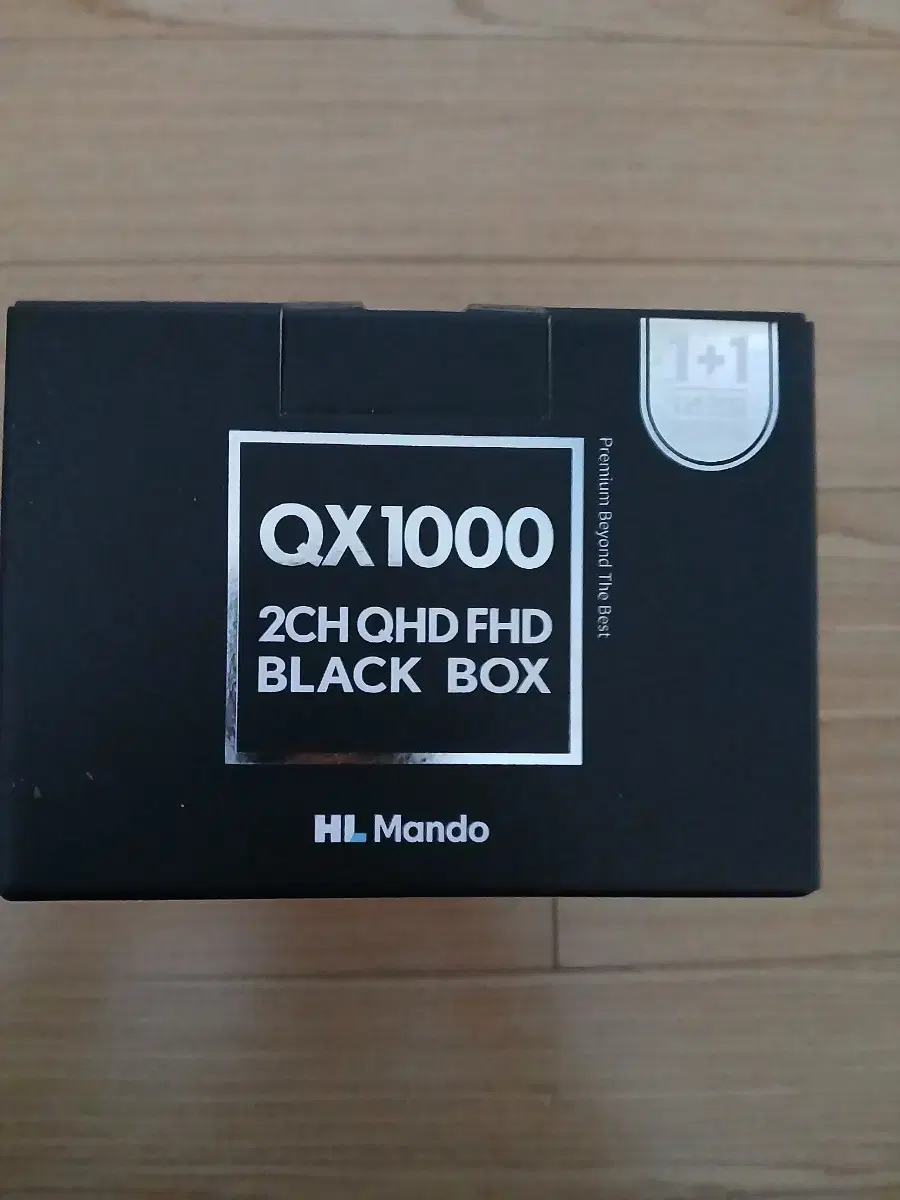 1+1
Premium Beyond The Best
QX1000
2CH QHD FHD
BLACK BOX
HL Mando